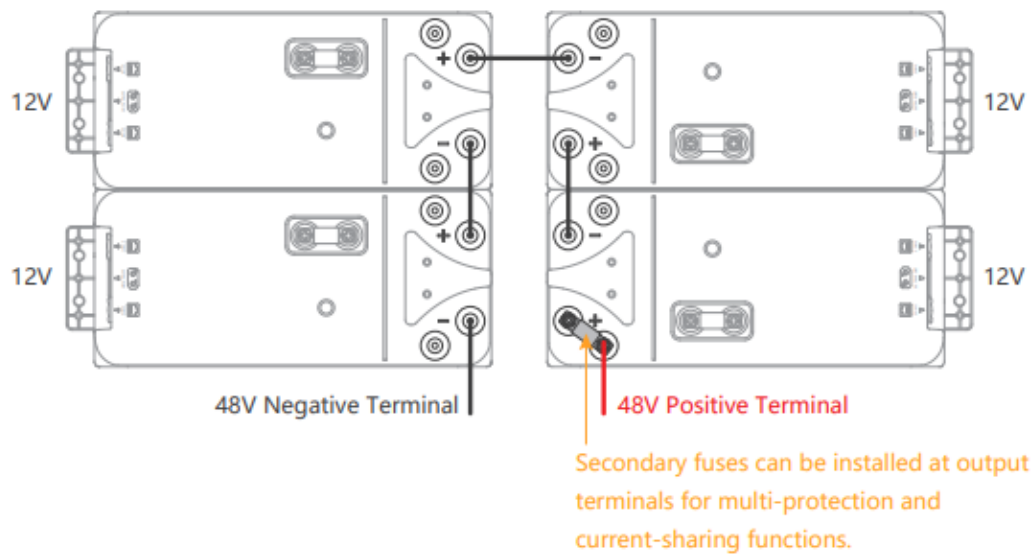 12V
12V
+
-
-
+
12V
12V
+
-
-
+
48V Negative Terminal
48V Positive Terminal
Secondary fuses can be installed at output
terminals for multi-protection and
current-sharing functions.